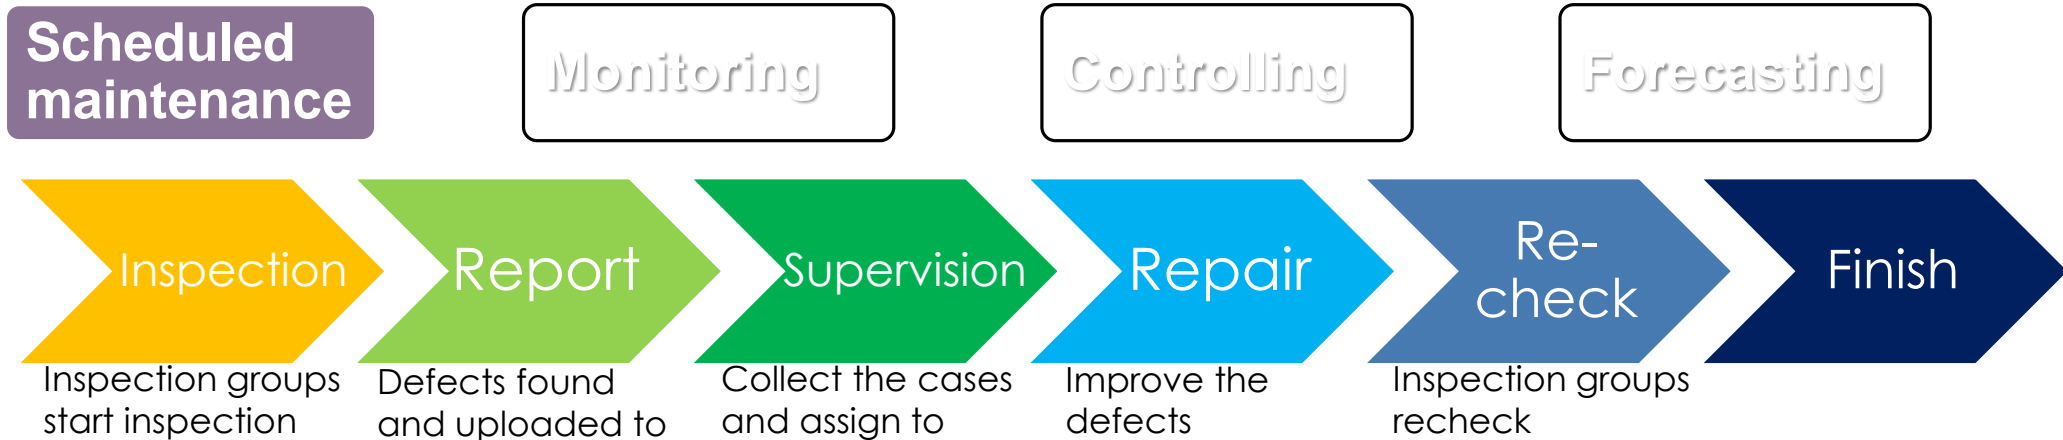 Scheduled
maintenance
Monitoring
Controlling
Forecasting
Inspection
Report
Supervision
Repair
Re-
check
Finish
Inspection groups
start inspection
Defects found
and uploaded to
Collect the cases
and assign to
Improve the
defects
Inspection groups
recheck